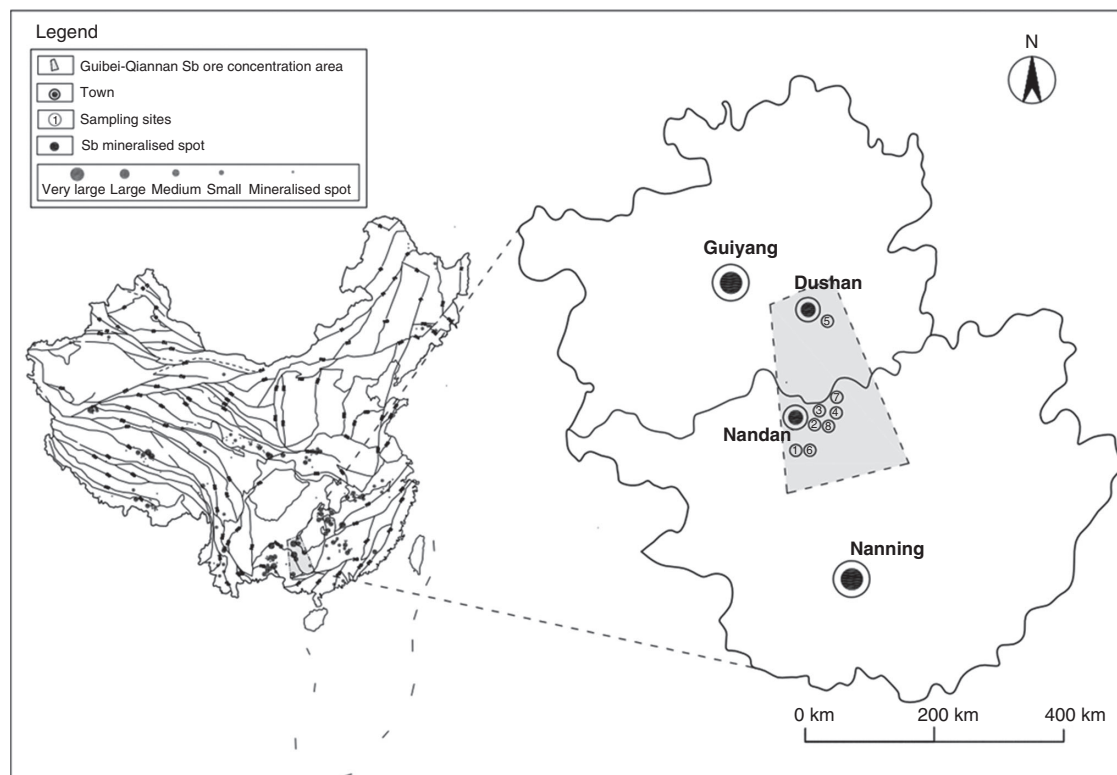 Legend
Guibei-Qiannan Sb ore concentration area
Town
① Sampling sites
Sb mineralised spot
Very large Large Medium Small Mineralised spot
N
Guiyang
Dushan
⑤
⑦
③ ④
Nandan ② ⑧
① ⑥
Nanning
0 km 200 km 400 km